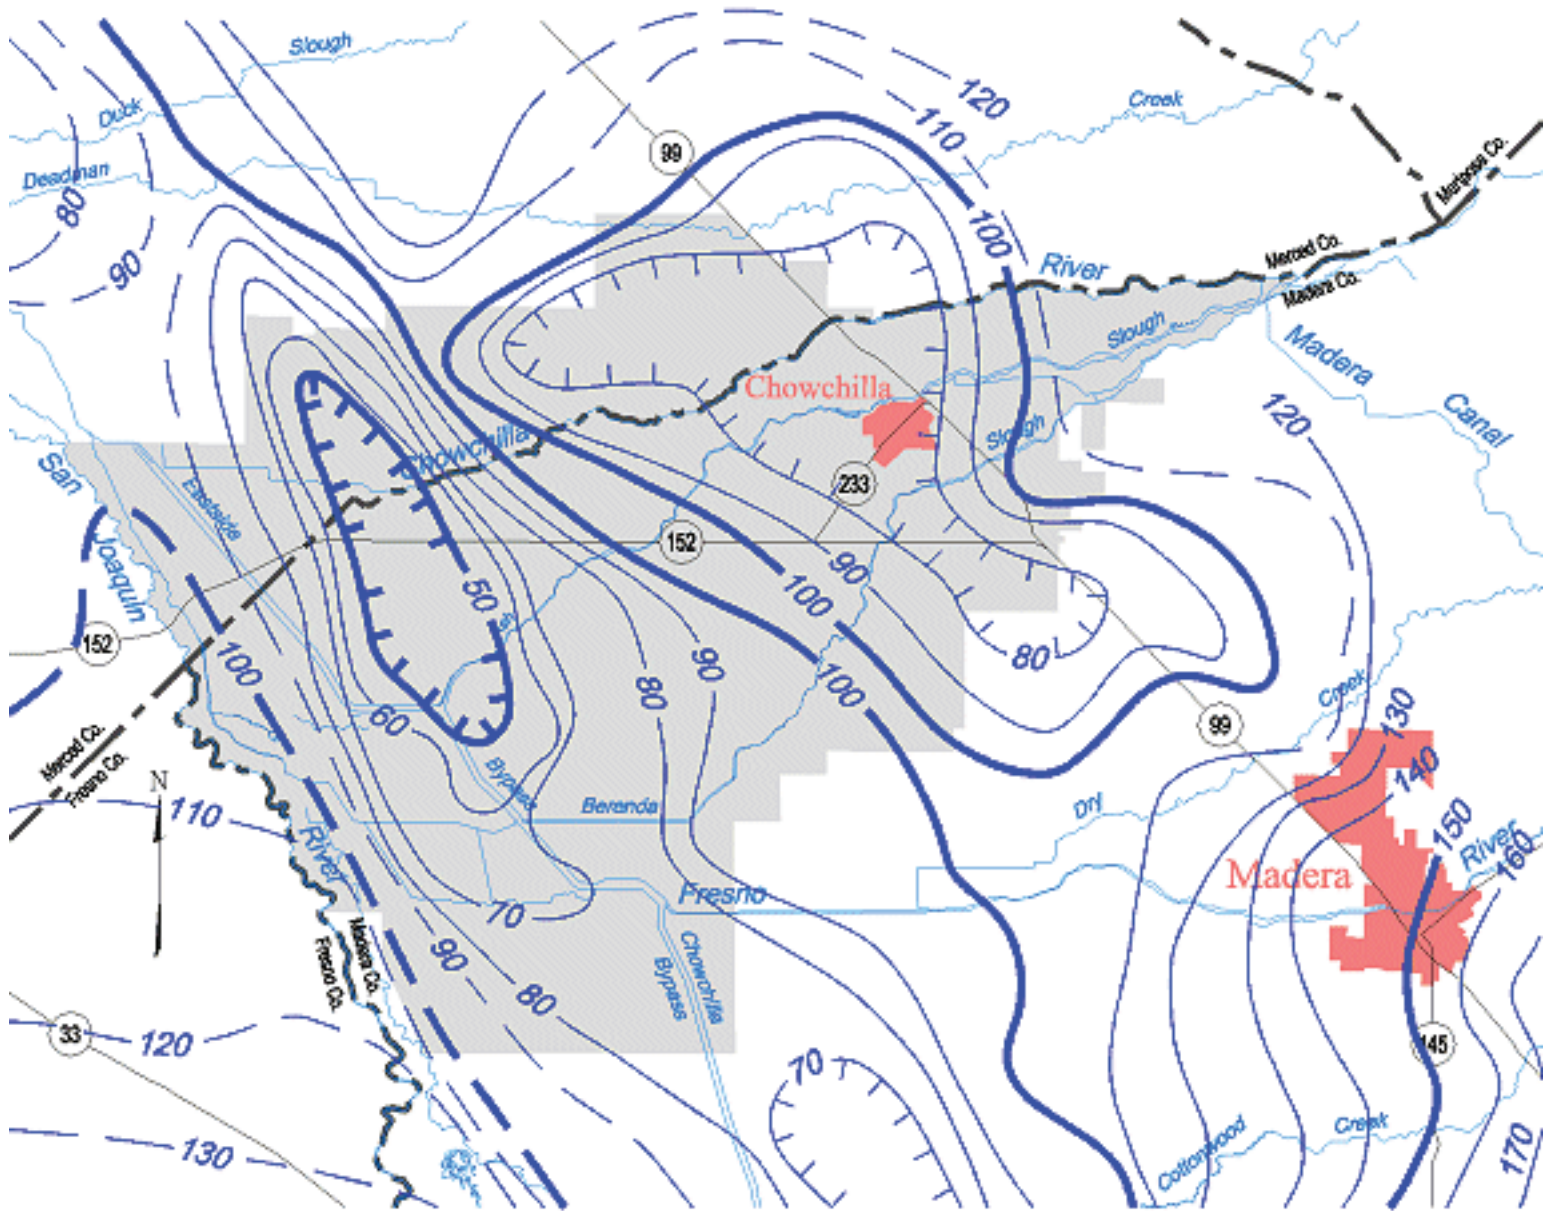 Slough
Duck
Deadman
80
90
99
120
110
Creek
100
Mariposa Co.
Merced Co.
Madera Co.
River
Slough
Madera
Canal
Chowchilla
120
Chowchilla
Slough
233
San
Joaquin
Eastside
152
90
100
50
152
100
80
90
80
100
60
Creek
99
130
140
Merced Co.
Fresno Co.
N
110
Bypass
Berenda
Dry
150
River
160
River
Madera
Fresno
70
Madera Co.
Fresno Co.
90
80
Chowchilla
Bypass
33
120
70
145
130
Cottonwood
Creek
170